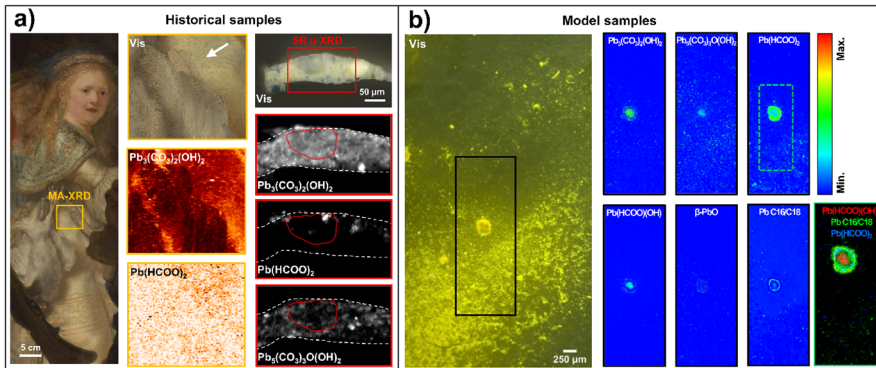 a)
Historical samples
Vis
SR μ-XRD
Vis
50 μm
Pb₃(CO₃)₂(OH)₂
MA-XRD
Pb₃(CO₃)₂(OH)₂
Pb(HCOO)₂
Pb(HCOO)₂
Pb₅(CO₃)₃O(OH)₂
5 cm
b)
Model samples
Vis
250 μm
Pb₃(CO₃)₂(OH)₂
Pb₅(CO₃)₃O(OH)₂
Pb(HCOO)₂
Max.
Min.
Pb(HCOO)(OH)
β-PbO
Pb C16/C18
Pb(HCOO)(OH)
Pb C16/C18
Pb(HCOO)₂